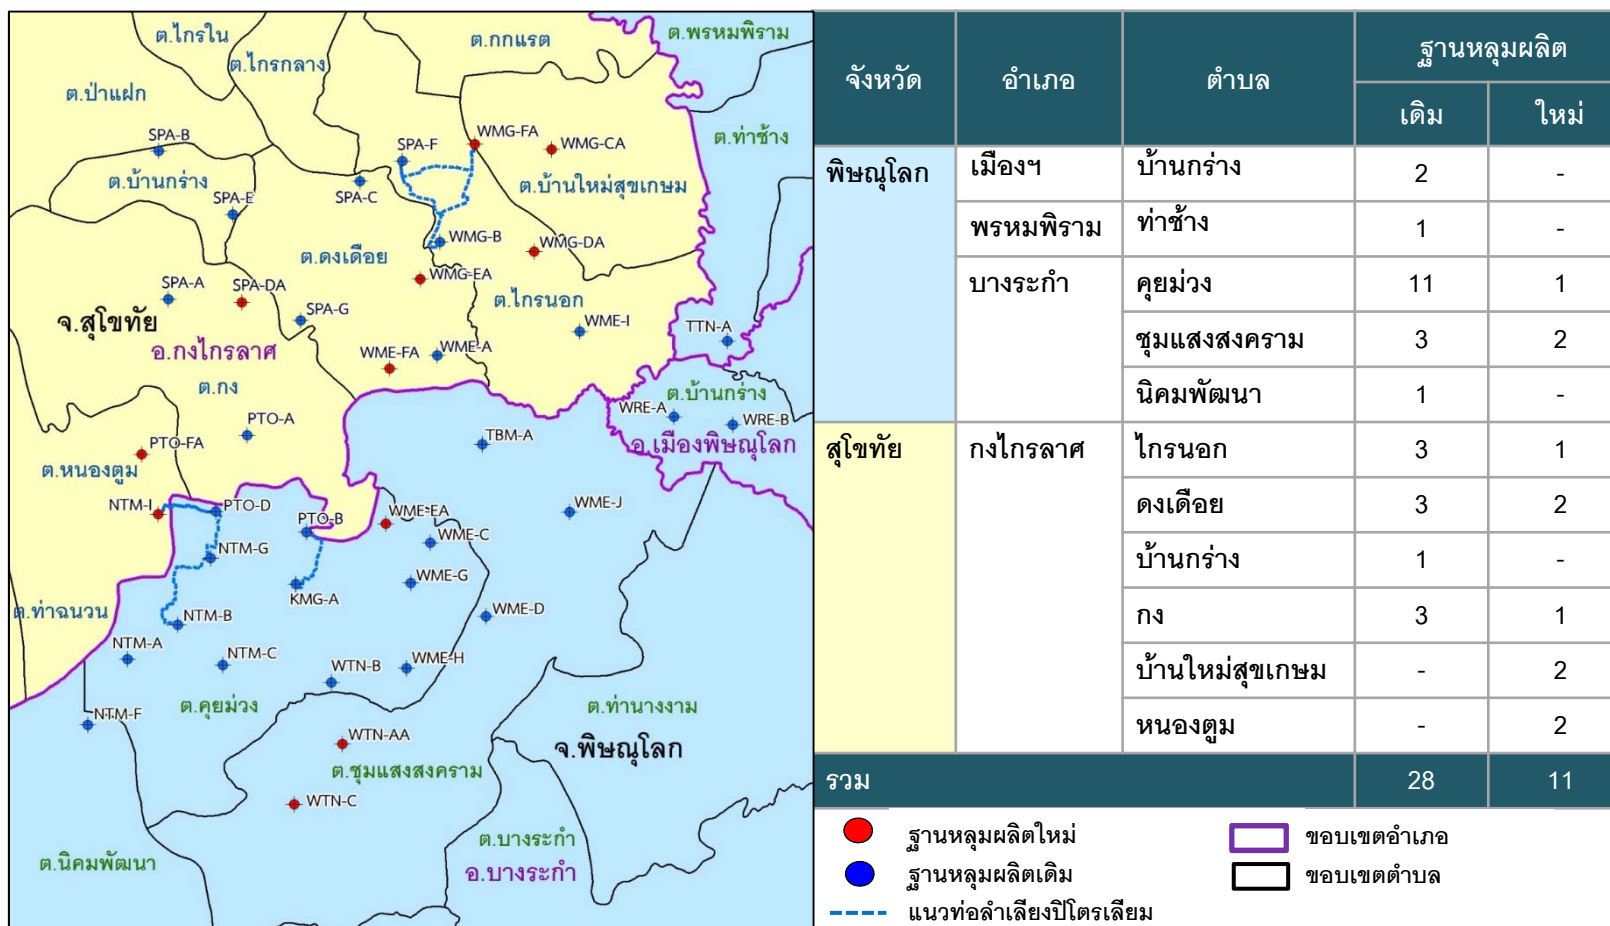 ต.ไกรใน
ต.กกแรต
ต.พรหมพิราม
ต.ไกรกลาง
ต.ป่าแฝก
SPA-B
SPA-F
WMG-FA
WMG-CA
ต.ท่าช้าง
ต.บ้านกร่าง
SPA-E
SPA-C
ต.บ้านใหม่สุขเกษม
WMG-B
WMG-DA
ต.ดงเดือย
WMG-EA
SPA-A
SPA-DA
SPA-G
ต.ไกรนอก
WME-I
TTN-A
จ.สุโขทัย
อ.กงไกรลาศ
WME-FA
WME-A
ต.กง
ต.บ้านกร่าง
WRE-A
WRE-B
PTO-A
TBM-A
อ.เมืองพิษณุโลก
PTO-FA
ต.หนองตูม
NTM-I
PTO-D
PTO-B
WME-EA
WME-J
WME-C
NTM-G
WME-G
KMG-A
ต.ท่าฉนวน
NTM-B
WME-D
NTM-A
NTM-C
WTN-B
WME-H
ต.คุยม่วง
ต.ท่านางงาม
NTM-F
WTN-AA
จ.พิษณุโลก
ต.ชุมแสงสงคราม
WTN-C
ต.บางระกำ
ต.นิคมพัฒนา
อ.บางระกำ
จังหวัด อำเภอ ตำบล ฐานหลุมผลิต
เดิม ใหม่
พิษณุโลก เมืองฯ บ้านกร่าง 2 -
พรหมพิราม ท่าช้าง 1 -
บางระกำ คุยม่วง 11 1
ชุมแสงสงคราม 3 2
นิคมพัฒนา 1 -
สุโขทัย กงไกรลาศ ไกรนอก 3 1
ดงเดือย 3 2
บ้านกร่าง 1 -
กง 3 1
บ้านใหม่สุขเกษม - 2
หนองตูม - 2
รวม 28 11
ฐานหลุมผลิตใหม่ ขอบเขตอำเภอ
ฐานหลุมผลิตเดิม ขอบเขตตำบล
แนวท่อลำเลียงปิโตรเลียม